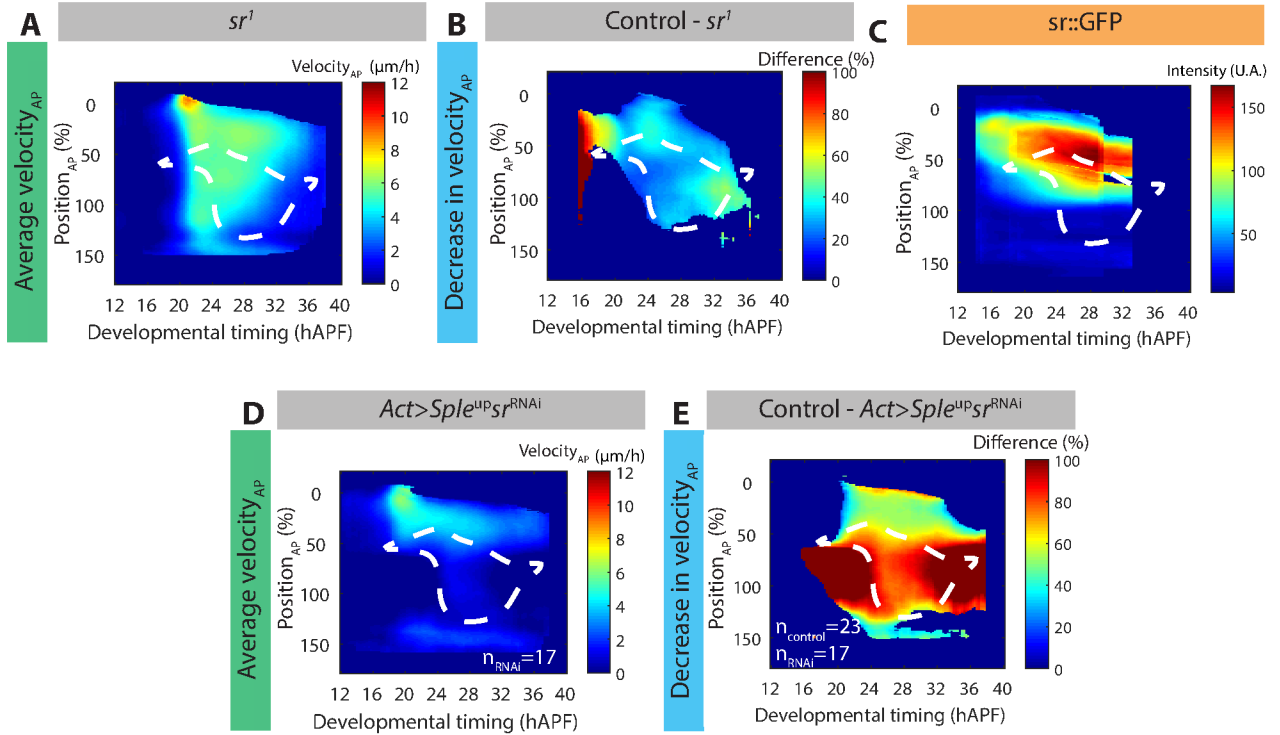 A
sr¹
Average velocity_AP
Velocity_AP (µm/h)
12
10
8
6
4
2
0
Position_AP (%)
0
50
100
150
12 16 20 24 28 32 36 40
Developmental timing (hAPF)
B
Control - sr¹
Decrease in velocity_AP
Difference (%)
100
80
60
40
20
0
Position_AP (%)
0
50
100
150
12 16 20 24 28 32 36 40
Developmental timing (hAPF)
C
sr::GFP
Intensity (U.A.)
150
100
50
Position_AP (%)
0
50
100
150
12 16 20 24 28 32 36 40
Developmental timing (hAPF)
D
Act>Sple^up sr^RNAi
Average velocity_AP
Velocity_AP (µm/h)
12
10
8
6
4
2
0
Position_AP (%)
0
50
100
150
n_RNAi=17
12 16 20 24 28 32 36 40
Developmental timing (hAPF)
E
Control - Act>Sple^up sr^RNAi
Decrease in velocity_AP
Difference (%)
100
80
60
40
20
0
Position_AP (%)
0
50
100
150
n_control=23
n_RNAi=17
12 16 20 24 28 32 36 40
Developmental timing (hAPF)